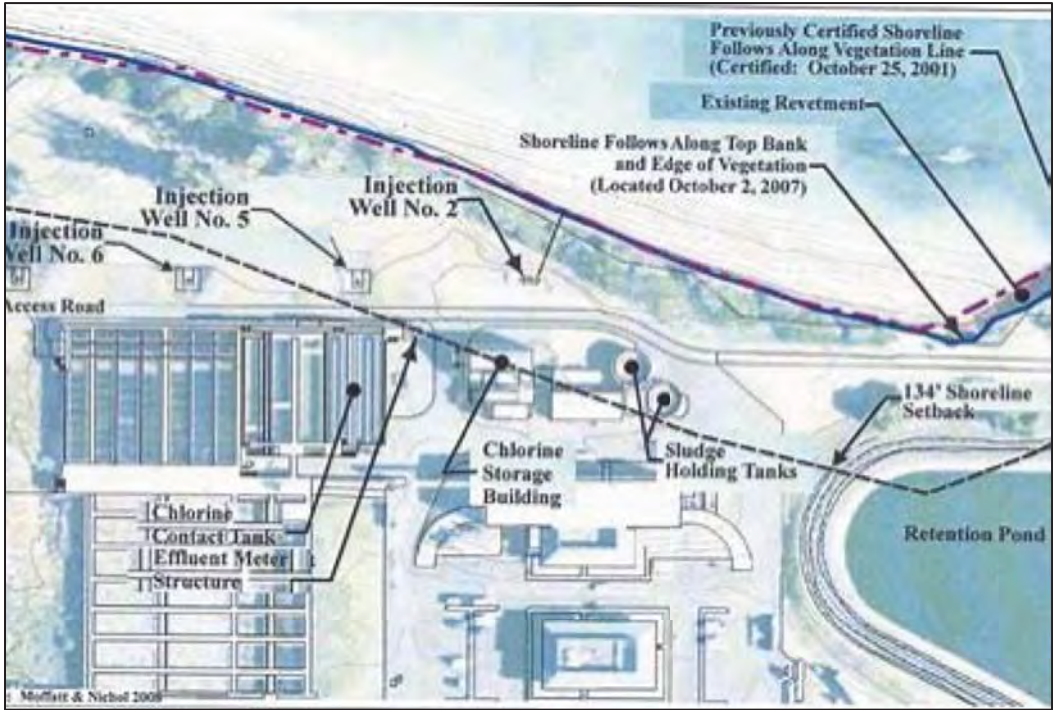 Previously Certified Shoreline
Follows Along Vegetation Line
(Certified: October 25, 2001)
Existing Revetment
Shoreline Follows Along Top Bank
and Edge of Vegetation
(Located October 2, 2007)
Injection
Well No. 2
Injection
Well No. 5
Injection
Well No. 6
Access Road
134' Shoreline
Setback
Chlorine
Storage
Building
Sludge
Holding Tanks
Chlorine
Contact Tank
Effluent Meter
Structure
Retention Pond
: Moffatt & Nichol